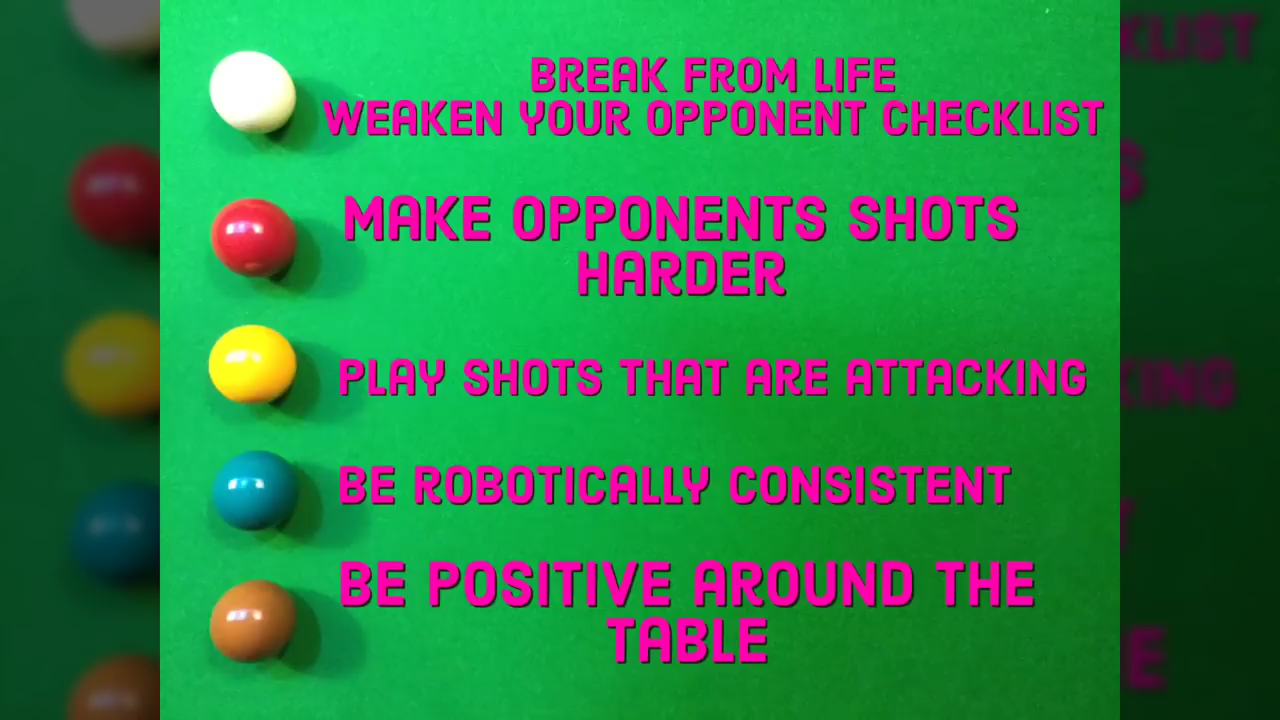 BREAK FROM LIFE
WEAKEN YOUR OPPONENT CHECKLIST
MAKE OPPONENTS SHOTS
HARDER
PLAY SHOTS THAT ARE ATTACKING
BE ROBOTICALLY CONSISTENT
BE POSITIVE AROUND THE
TABLE